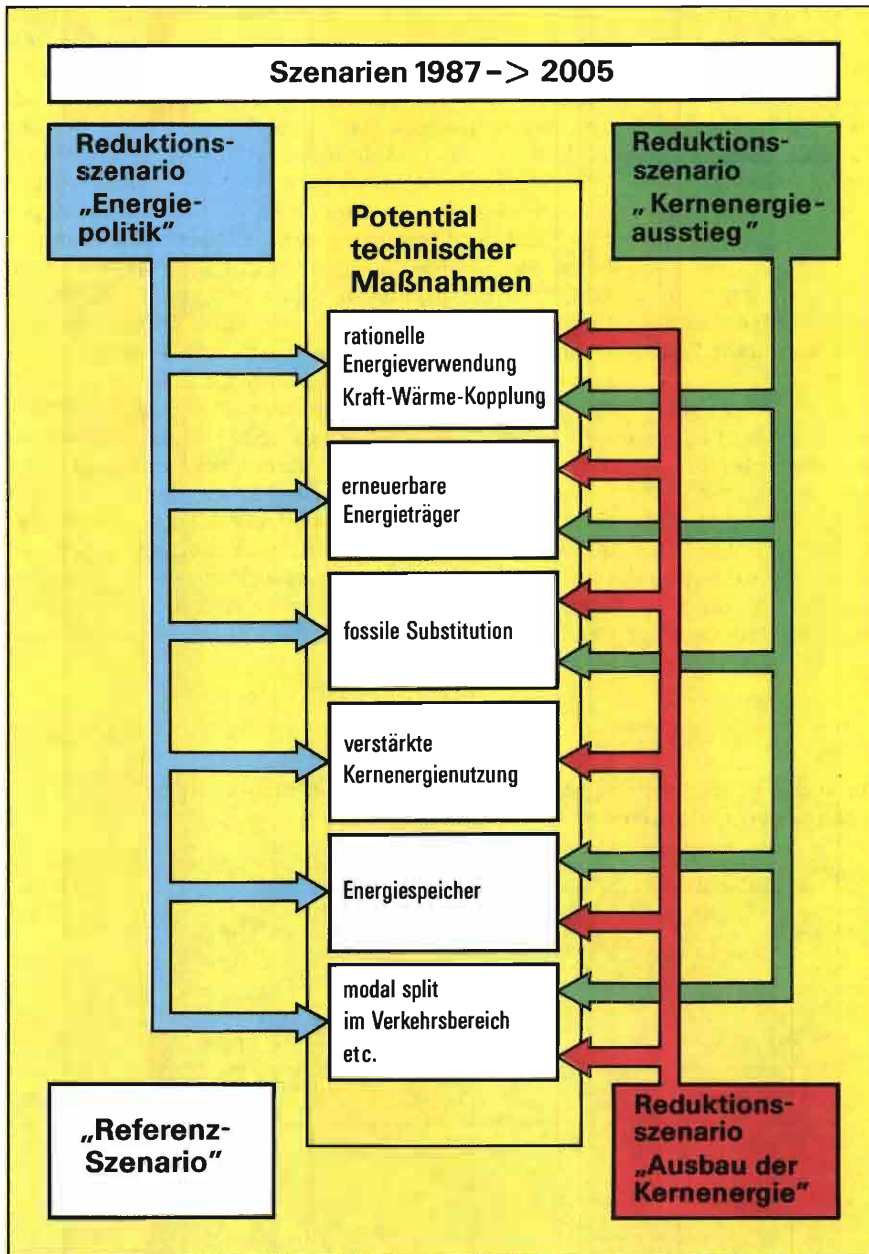 Szenarien 1987 –> 2005
Reduktions-
szenario
„Energie-
politik"
Reduktions-
szenario
„Kernenergie-
ausstieg"
Potential
technischer
Maßnahmen
rationelle
Energieverwendung
Kraft-Wärme-Kopplung
erneuerbare
Energieträger
fossile Substitution
verstärkte
Kernenergienutzung
Energiespeicher
modal split
im Verkehrsbereich
etc.
„Referenz-
Szenario"
Reduktions-
szenario
„Ausbau der
Kernenergie"